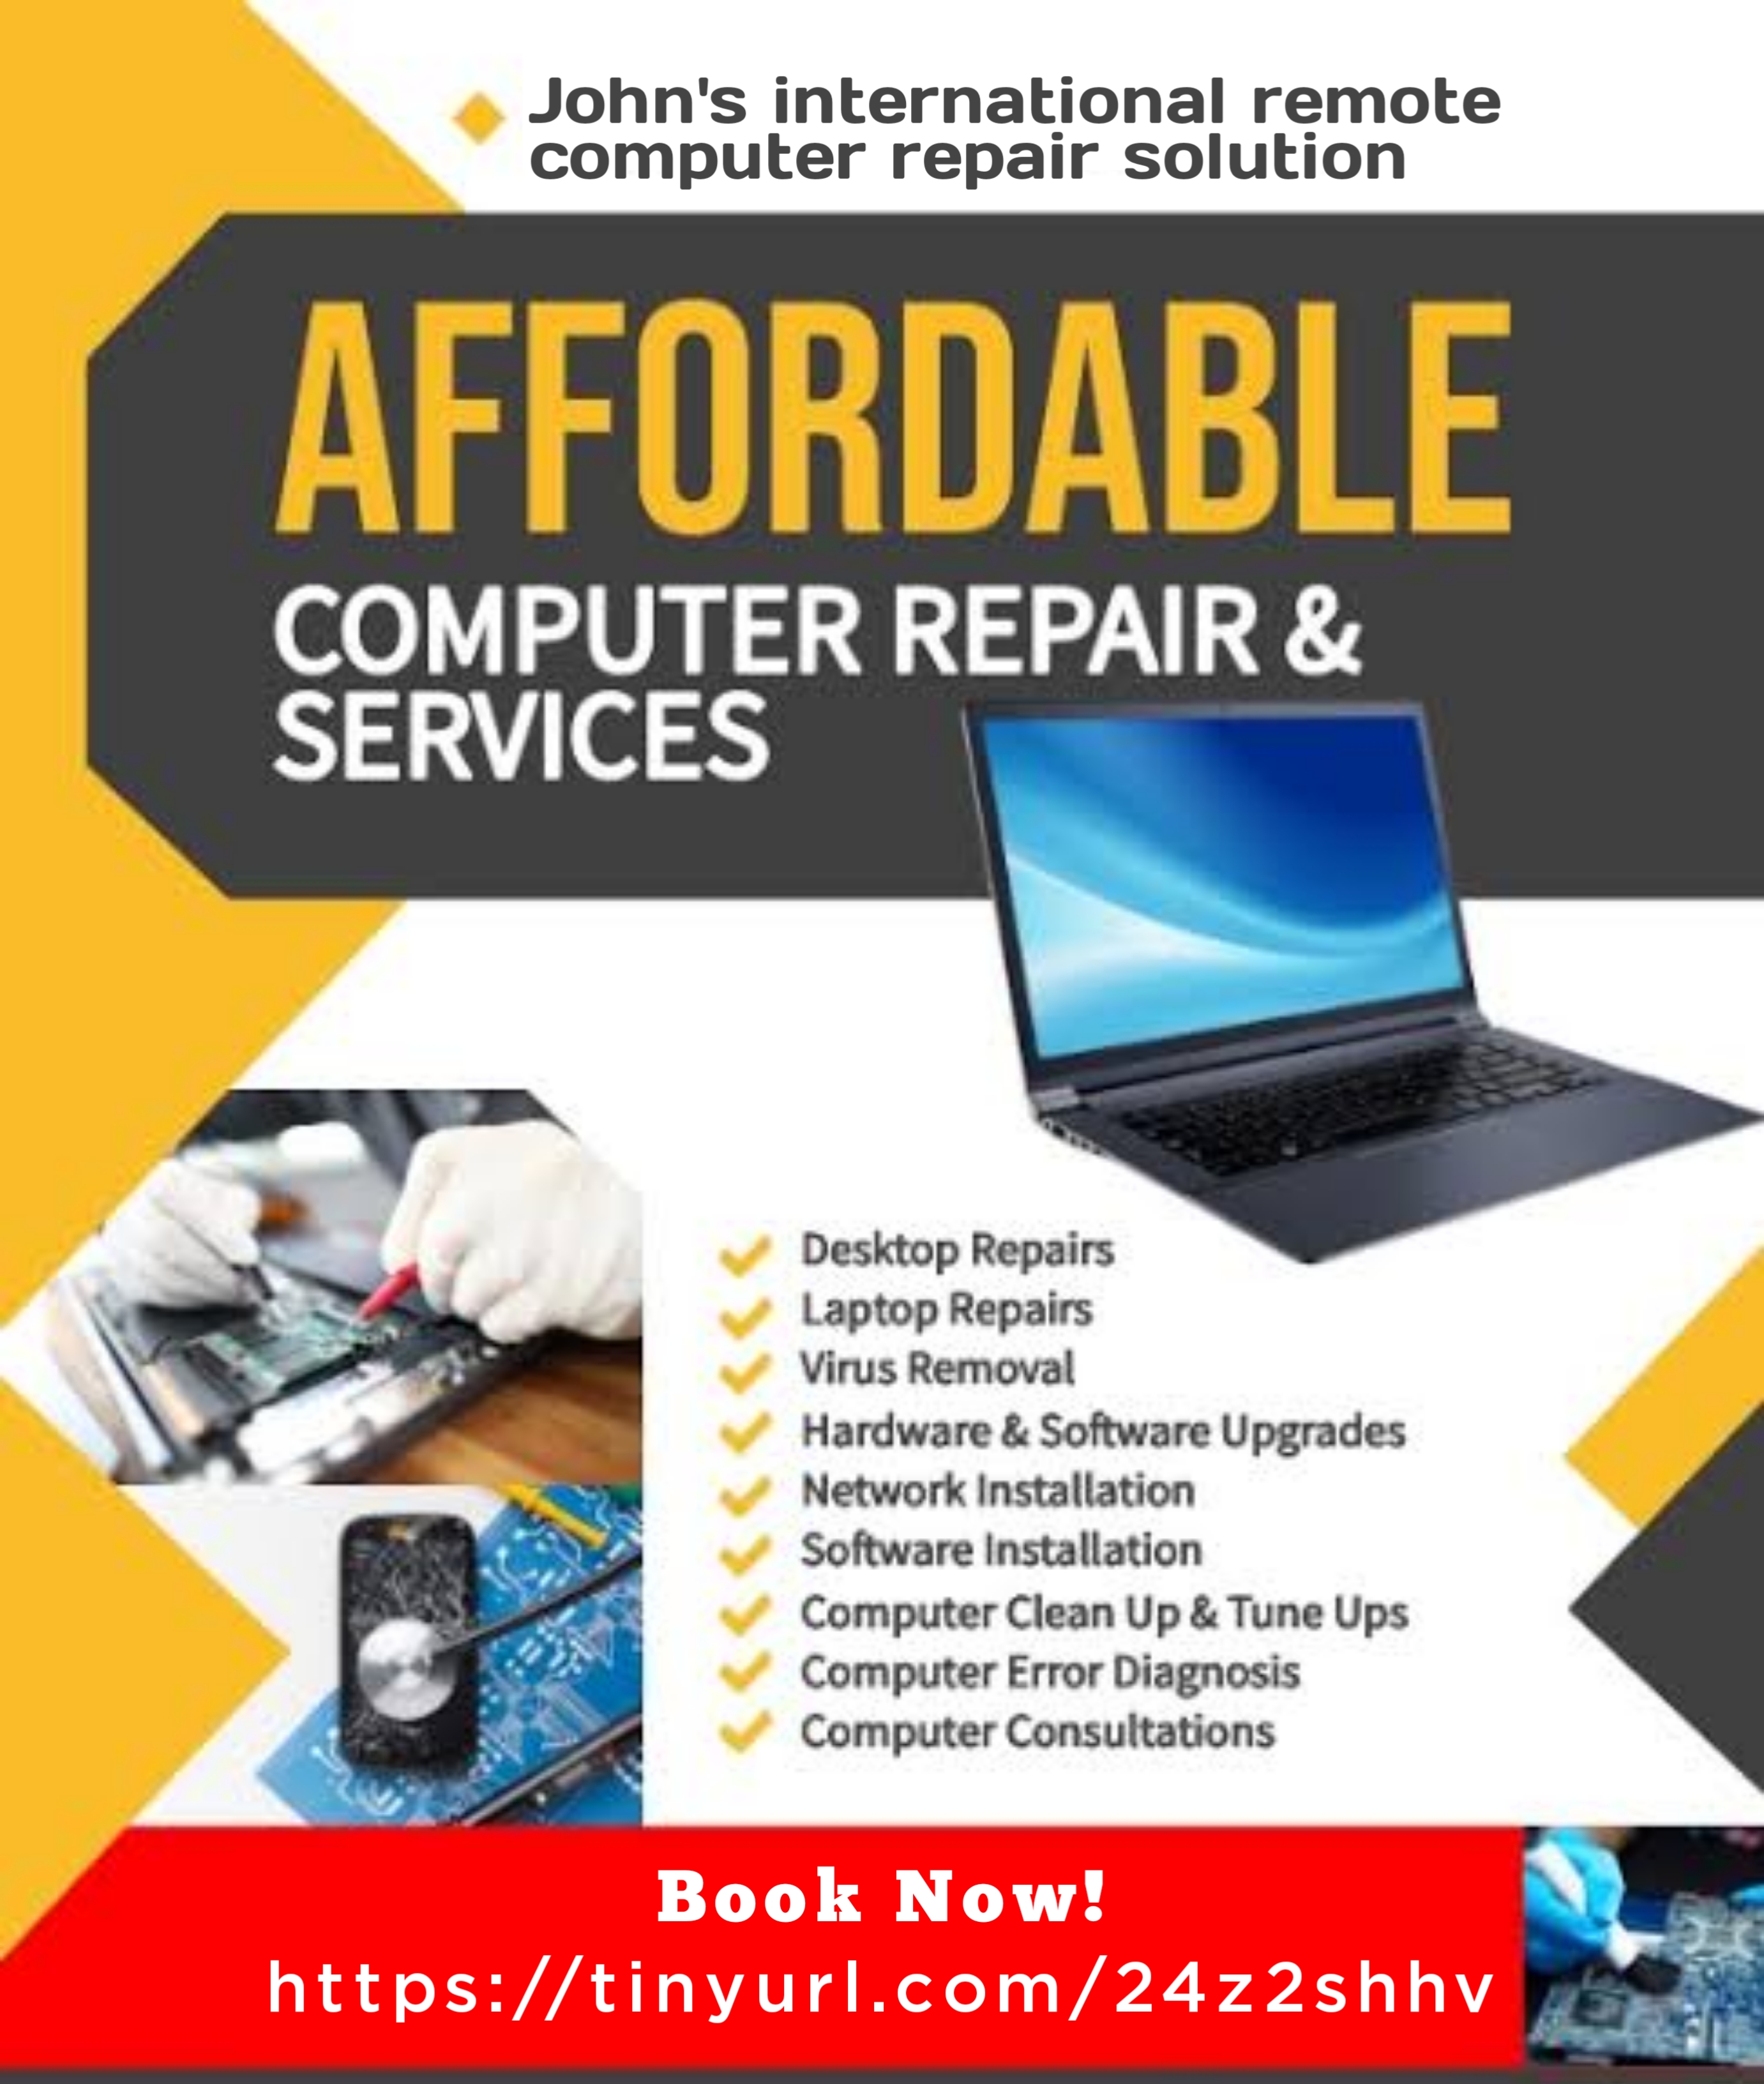 John's international remote
computer repair solution
AFFORDABLE
COMPUTER REPAIR &
SERVICES
Desktop Repairs
Laptop Repairs
Virus Removal
Hardware & Software Upgrades
Network Installation
Software Installation
Computer Clean Up & Tune Ups
Computer Error Diagnosis
Computer Consultations
Book Now!
https://tinyurl.com/24z2shhv